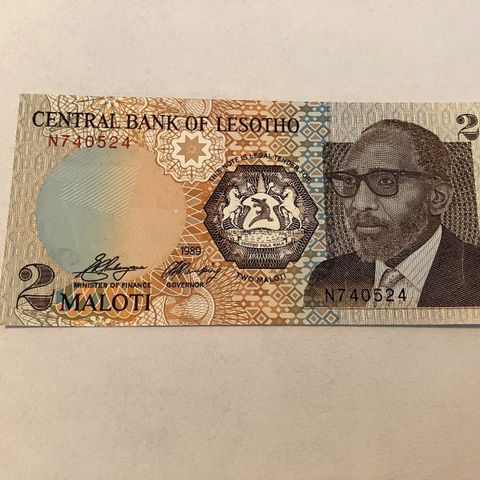 CENTRAL BANK OF LESOTHO
2
N740524
THIS NOTE IS LEGAL TENDER FOR
TWO MALOTI
1989
MINISTER OF FINANCE
GOVERNOR
2
MALOTI
N740524